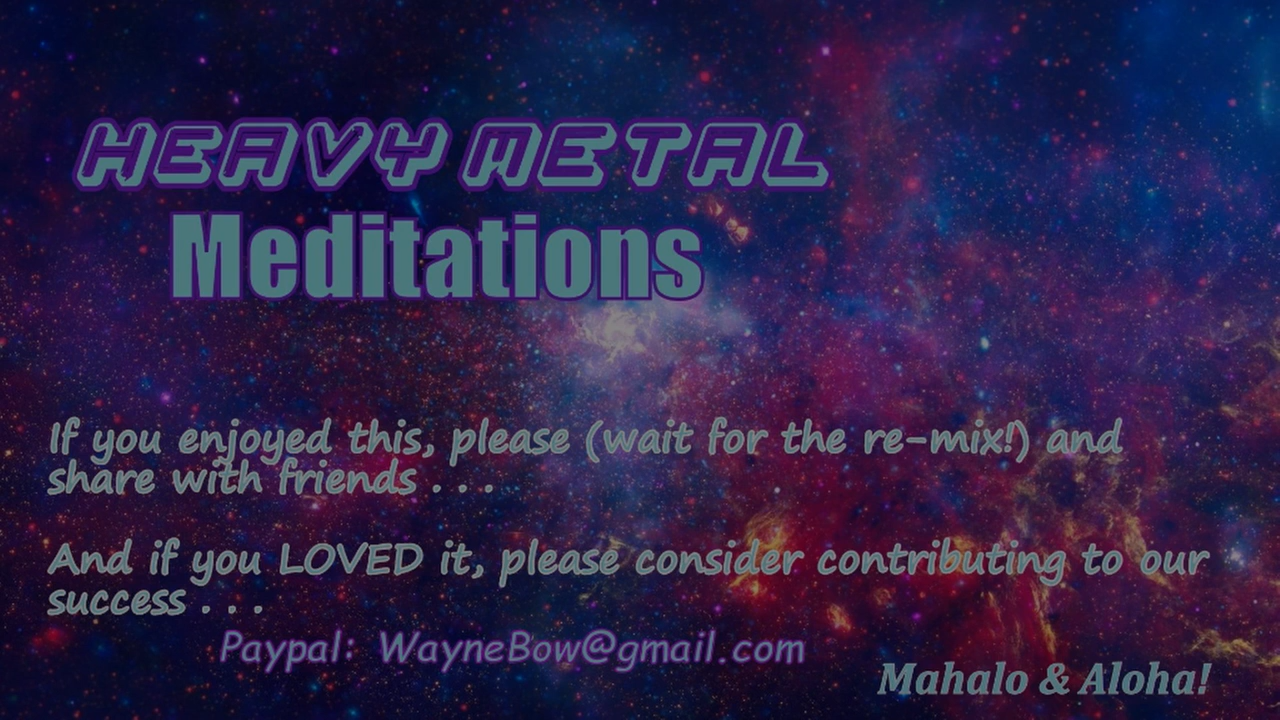 HEAVY METAL
Meditations
If you enjoyed this, please (wait for the re-mix!) and
share with friends . . .
And if you LOVED it, please consider contributing to our
success . . .
Paypal: WayneBow@gmail.com
Mahalo & Aloha!